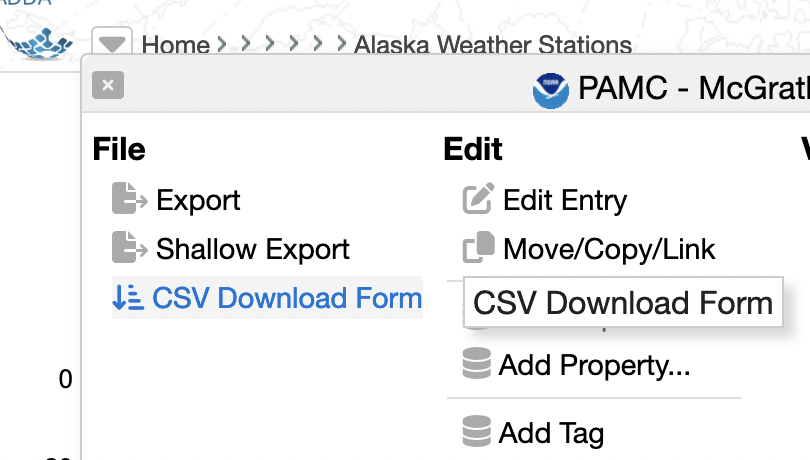 Home > > > > > > Alaska Weather Stations
PAMC - McGrat
File
Export
Shallow Export
CSV Download Form
Edit
Edit Entry
Move/Copy/Link
CSV Download Form
Add Property...
Add Tag
0